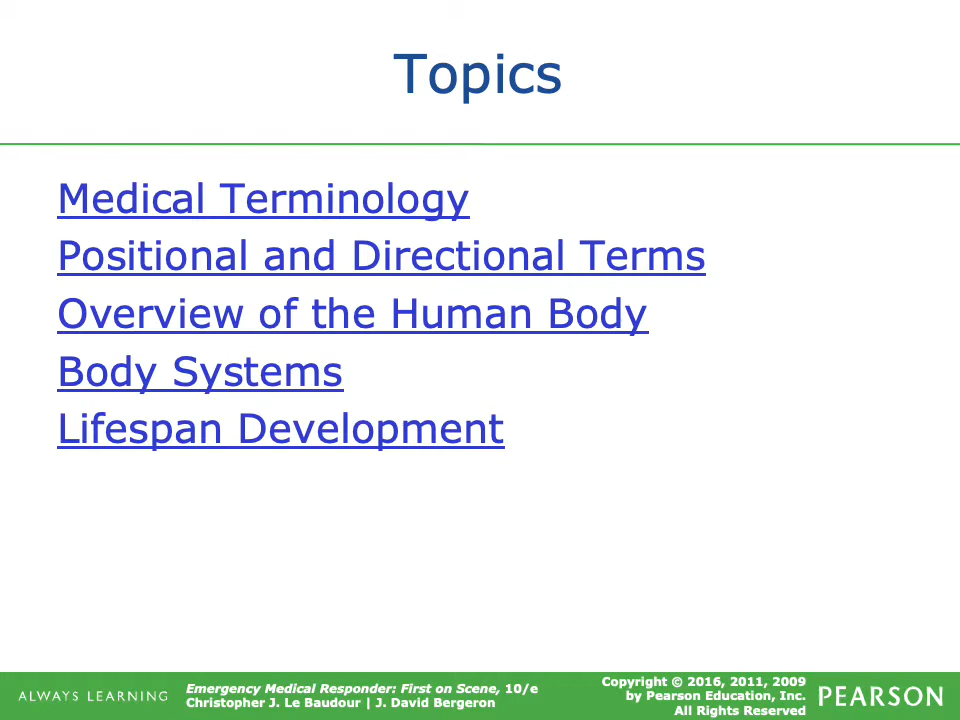 Topics
Medical Terminology
Positional and Directional Terms
Overview of the Human Body
Body Systems
Lifespan Development
ALWAYS LEARNING
Emergency Medical Responder: First on Scene, 10/e
Christopher J. Le Baudour | J. David Bergeron
Copyright © 2016, 2011, 2009
by Pearson Education, Inc.
All Rights Reserved
PEARSON